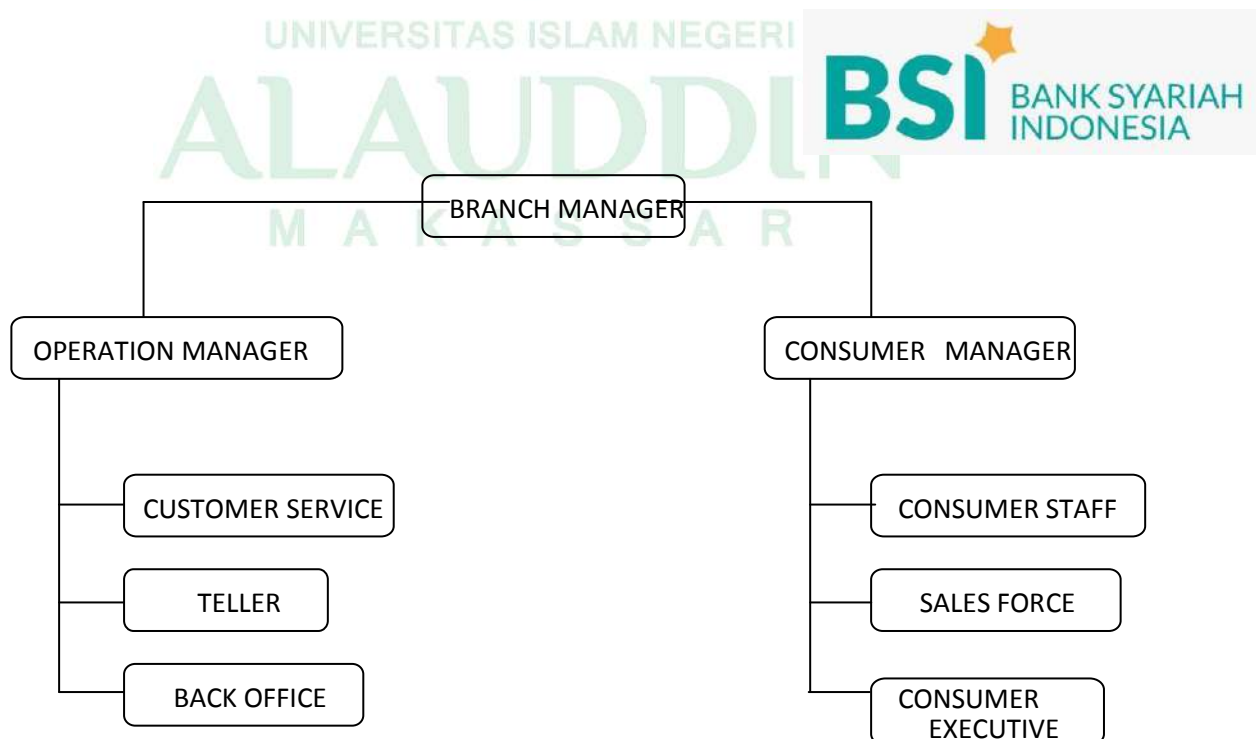 UNIVERSITAS ISLAM NEGERI
ALAUDDIN
MAKASSAR
BSI BANK SYARIAH
INDONESIA
BRANCH MANAGER
OPERATION MANAGER
CONSUMER MANAGER
CUSTOMER SERVICE
CONSUMER STAFF
TELLER
SALES FORCE
BACK OFFICE
CONSUMER
EXECUTIVE